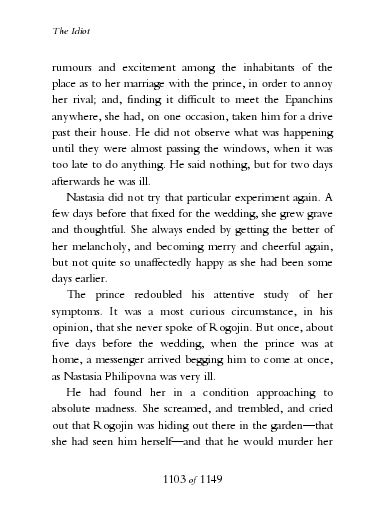 The Idiot
rumours and excitement among the inhabitants of the
place as to her marriage with the prince, in order to annoy
her rival; and, finding it difficult to meet the Epanchins
anywhere, she had, on one occasion, taken him for a drive
past their house. He did not observe what was happening
until they were almost passing the windows, when it was
too late to do anything. He said nothing, but for two days
afterwards he was ill.
Nastasia did not try that particular experiment again. A
few days before that fixed for the wedding, she grew grave
and thoughtful. She always ended by getting the better of
her melancholy, and becoming merry and cheerful again,
but not quite so unaffectedly happy as she had been some
days earlier.
The prince redoubled his attentive study of her
symptoms. It was a most curious circumstance, in his
opinion, that she never spoke of Rogojin. But once, about
five days before the wedding, when the prince was at
home, a messenger arrived begging him to come at once,
as Nastasia Philipovna was very ill.
He had found her in a condition approaching to
absolute madness. She screamed, and trembled, and cried
out that Rogojin was hiding out there in the garden—that
she had seen him herself—and that he would murder her
1103 of 1149